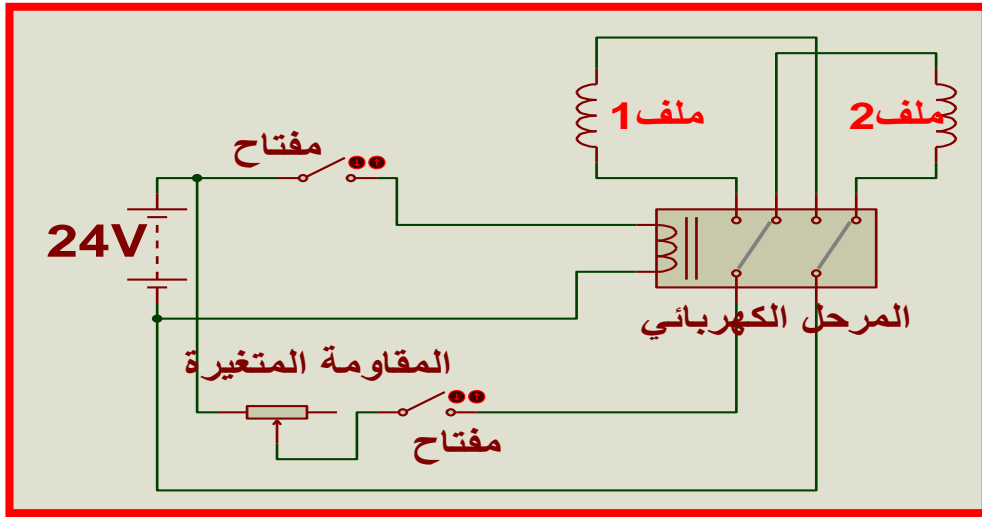 ملف1
ملف2
مفتاح
24V
المرحل الكهربائي
المقاومة المتغيرة
مفتاح